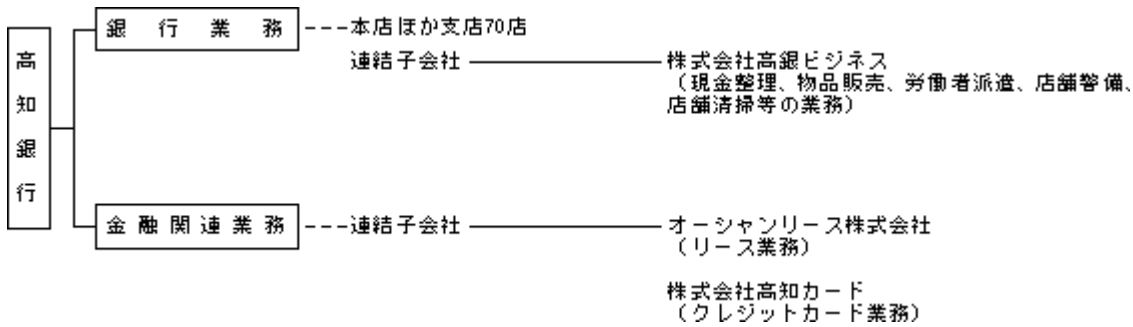 高知銀行
銀行業務
本店ほか支店70店
連結子会社
株式会社高銀ビジネス
(現金整理、物品販売、労働者派遣、店舗警備、
店舗清掃等の業務)
金融関連業務
連結子会社
オーシャンリース株式会社
(リース業務)
株式会社高知カード
(クレジットカード業務)